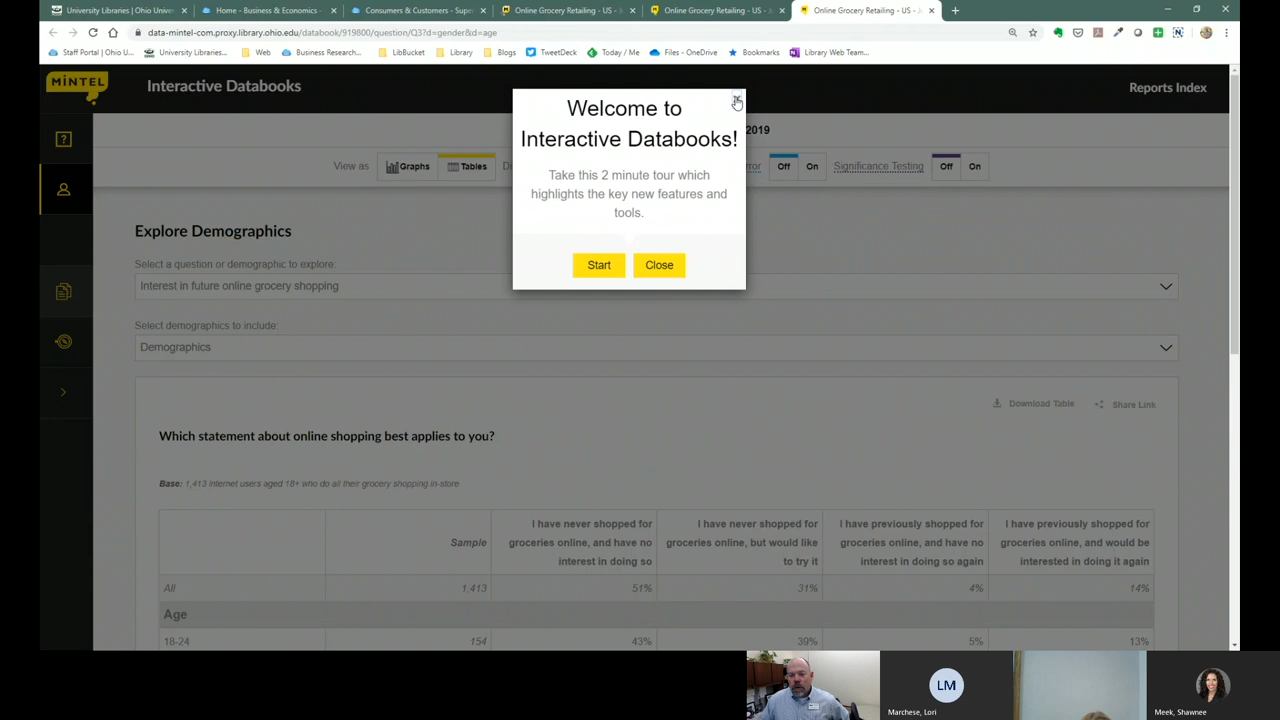 University Libraries | Ohio Univer
Home - Business & Economics -
Consumers & Customers - Super
Online Grocery Retailing - US - J
Online Grocery Retailing - US - J
Online Grocery Retailing - US - J
data-mintel-com.proxy.library.ohio.edu/databook/919800/question/Q3?d=gender&d=age
Staff Portal | Ohio U...
University Libraries...
Web
Business Research...
LibBucket
Library
Blogs
TweetDeck
Today / Me
Files - OneDrive
Bookmarks
Library Web Team...
MINTEL
Interactive Databooks
Reports Index
Welcome to
Interactive Databooks!
Take this 2 minute tour which
highlights the key new features and
tools.
Start
Close
2019
View as
Graphs
Tables
Off
On
Significance Testing
Off
On
Explore Demographics
Select a question or demographic to explore:
Interest in future online grocery shopping
Select demographics to include:
Demographics
Download Table
Share Link
Which statement about online shopping best applies to you?
Base: 1,413 internet users aged 18+ who do all their grocery shopping in-store
Sample
I have never shopped for
groceries online, and have no
interest in doing so
I have never shopped for
groceries online, but would like
to try it
I have previously shopped for
groceries online, and have no
interest in doing so again
I have previously shopped for
groceries online, and would be
interested in doing it again
All 1,413 51% 31% 4% 14%
Age
18-24 154 43% 39% 5% 13%
LM
Marchese, Lori
Meek, Shawnee